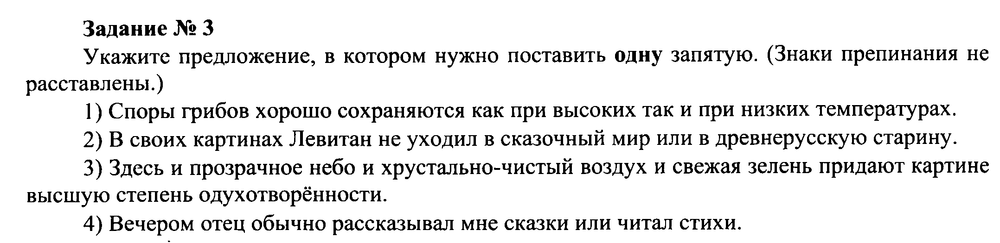 Задание № 3
Укажите предложение, в котором нужно поставить одну запятую. (Знаки препинания не
расставлены.)
1) Споры грибов хорошо сохраняются как при высоких так и при низких температурах.
2) В своих картинах Левитан не уходил в сказочный мир или в древнерусскую старину.
3) Здесь и прозрачное небо и хрустально-чистый воздух и свежая зелень придают картине
высшую степень одухотворённости.
4) Вечером отец обычно рассказывал мне сказки или читал стихи.